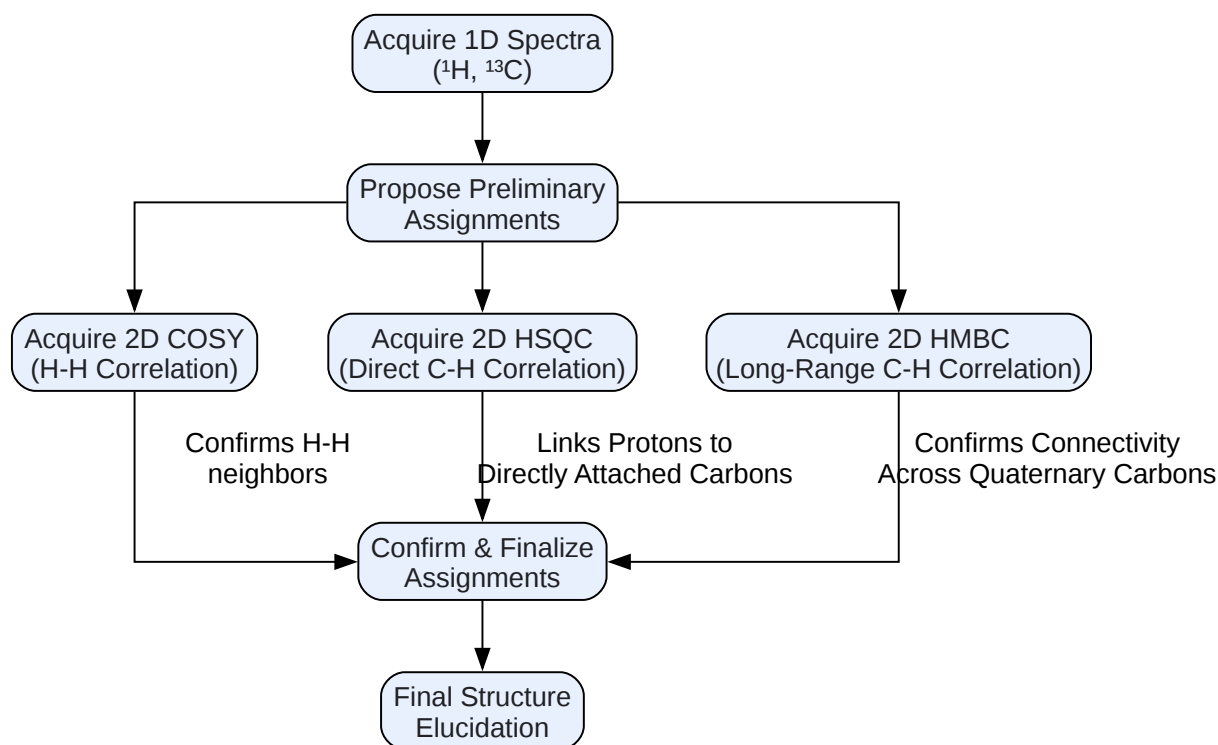 Acquire 1D Spectra
(¹H, ¹³C)
Propose Preliminary
Assignments
Acquire 2D COSY
(H-H Correlation)
Acquire 2D HSQC
(Direct C-H Correlation)
Acquire 2D HMBC
(Long-Range C-H Correlation)
Confirms H-H
neighbors
Links Protons to
Directly Attached Carbons
Confirms Connectivity
Across Quaternary Carbons
Confirm & Finalize
Assignments
Final Structure
Elucidation